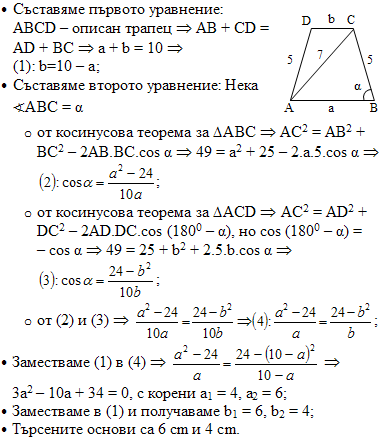 • Съставяме първото уравнение:
ABCD – описан трапец ⇒ AB + CD =
AD + BC ⇒ a + b = 10 ⇒
(1): b=10 – a;
• Съставяме второто уравнение: Нека
∢ABC = α
D b C
5 7 5
α
A a B
o от косинусова теорема за ΔABC ⇒ AC² = AB² +
BC² – 2AB.BC.cos α ⇒ 49 = a² + 25 – 2.a.5.cos α ⇒
(2): cos α = (a² – 24)/(10a);
o от косинусова теорема за ΔACD ⇒ AC² = AD² +
DC² – 2AD.DC.cos (180⁰ – α), но cos (180⁰ – α) =
– cos α ⇒ 49 = 25 + b² + 2.5.b.cos α ⇒
(3): cos α = (24 – b²)/(10b);
o от (2) и (3) ⇒ (a² – 24)/(10a) = (24 – b²)/(10b) ⇒ (4): (a² – 24)/a = (24 – b²)/b;
• Заместваме (1) в (4) ⇒ (a² – 24)/a = (24 – (10 – a)²)/(10 – a) ⇒
3a² – 10a + 34 = 0, с корени a₁ = 4, a₂ = 6;
• Заместваме в (1) и получаваме b₁ = 6, b₂ = 4;
• Търсените основи са 6 cm и 4 cm.